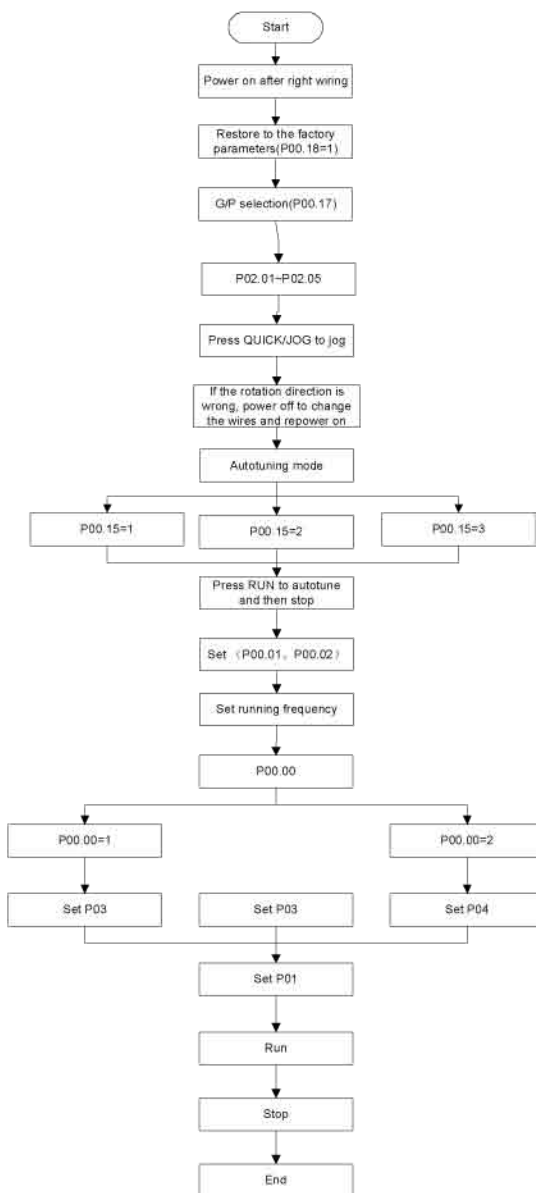 Start
Power on after right wiring
Restore to the factory
parameters(P00.18=1)
G/P selection(P00.17)
P02.01~P02.05
Press QUICK/JOG to jog
If the rotation direction is
wrong, power off to change
the wires and repower on
Autotuning mode
P00.15=1
P00.15=2
P00.15=3
Press RUN to autotune
and then stop
Set （P00.01。P00.02）
Set running frequency
P00.00
P00.00=1
P00.00=2
Set P03
Set P03
Set P04
Set P01
Run
Stop
End